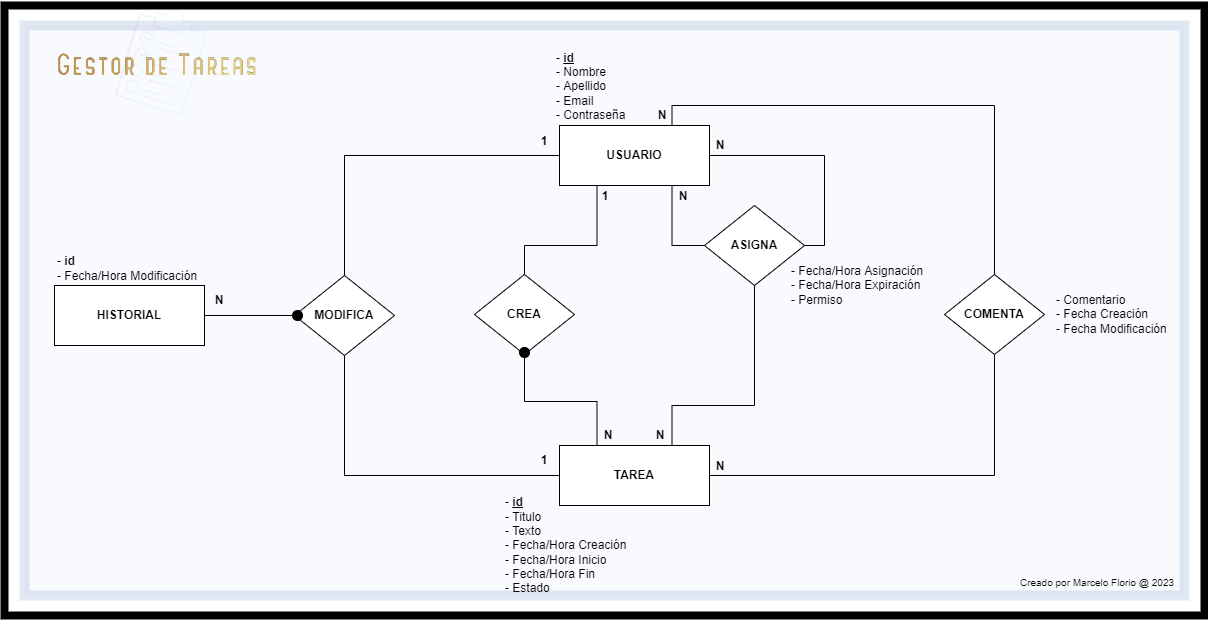 GESTOR DE TAREAS
- id
- Nombre
- Apellido
- Email
- Contraseña
N
1
USUARIO
N
1
N
ASIGNA
- Fecha/Hora Asignación
- Fecha/Hora Expiración
- Permiso
- id
- Fecha/Hora Modificación
HISTORIAL
N
MODIFICA
CREA
COMENTA
- Comentario
- Fecha Creación
- Fecha Modificación
N
N
1
TAREA
N
- id
- Titulo
- Texto
- Fecha/Hora Creación
- Fecha/Hora Inicio
- Fecha/Hora Fin
- Estado
Creado por Marcelo Florio @ 2023